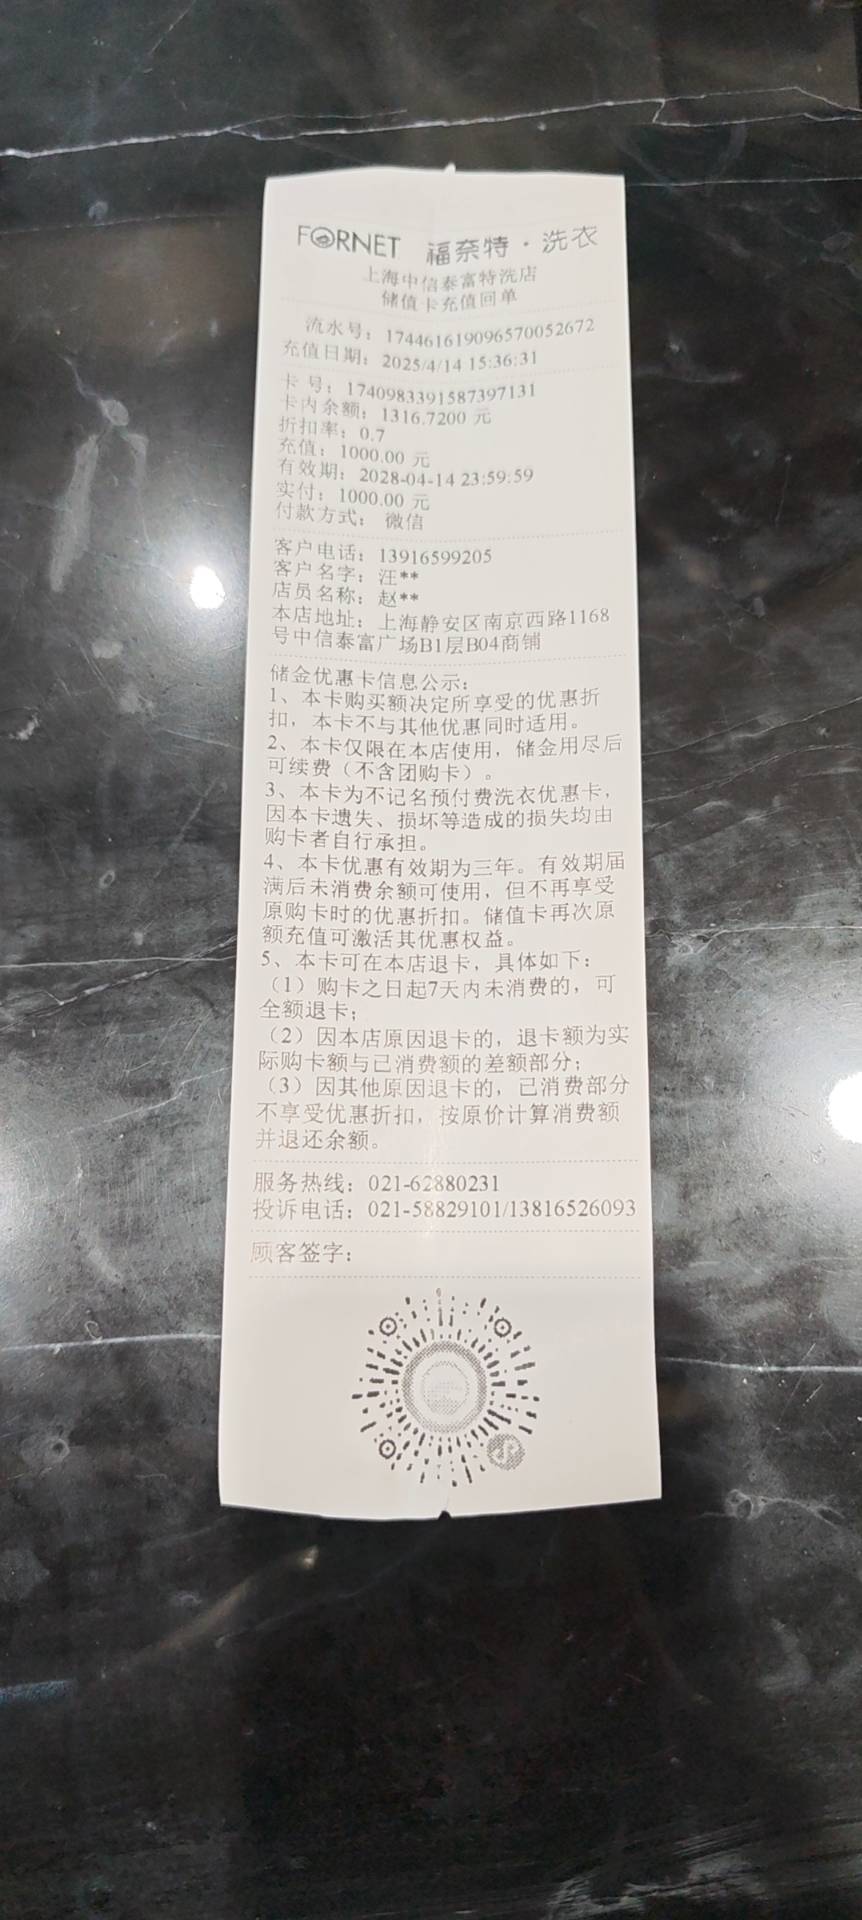 FORNET 福奈特·洗衣
上海中信泰富特洗店
储值卡充值回单
流水号：174461619096570052672
充值日期：2025/4/14 15:36:31
卡 号：1740983391587397131
卡内余额：1316.7200 元
折扣率：0.7
充值：1000.00 元
有效期：2028-04-14 23:59:59
实付：1000.00 元
付款方式： 微信
客户电话：13916599205
客户名字：汪**
店员名称：赵**
本店地址：上海静安区南京西路1168
号中信泰富广场B1层B04商铺
储金优惠卡信息公示：
1、本卡购买额决定所享受的优惠折
扣，本卡不与其他优惠同时适用。
2、本卡仅限在本店使用，储金用尽后
可续费（不含团购卡）。
3、本卡为不记名预付费洗衣优惠卡，
因本卡遗失、损坏等造成的损失均由
购卡者自行承担。
4、本卡优惠有效期为三年。有效期届
满后未消费余额可使用，但不再享受
原购卡时的优惠折扣。储值卡再次原
额充值可激活其优惠权益。
5、本卡可在本店退卡，具体如下：
（1）购卡之日起7天内未消费的，可
全额退卡；
（2）因本店原因退卡的，退卡额为实
际购卡额与已消费额的差额部分；
（3）因其他原因退卡的，已消费部分
不享受优惠折扣，按原价计算消费额
并退还余额。
服务热线：021-62880231
投诉电话：021-58829101/13816526093
顾客签字：